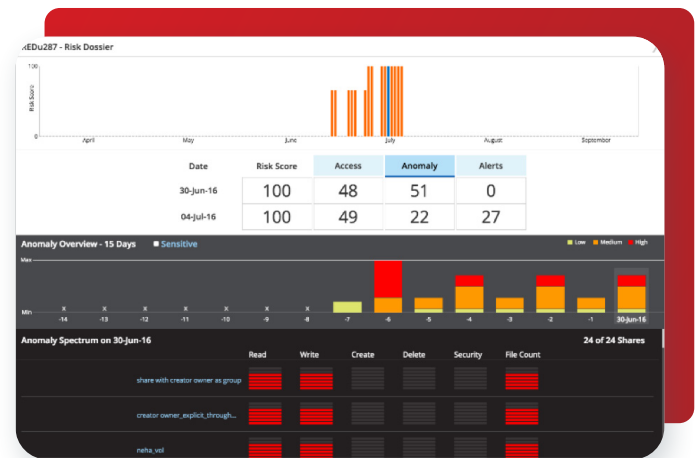 REDu287 - Risk Dossier
100
Risk Score
0
April May June July August September
Date Risk Score Access Anomaly Alerts
30-Jun-16 100 48 51 0
04-Jul-16 100 49 22 27
Anomaly Overview - 15 Days Sensitive Low Medium High
Max
x x x x x x x
Min
-14 -13 -12 -11 -10 -9 -8 -7 -6 -5 -4 -3 -2 -1 30-Jun-16
Anomaly Spectrum on 30-Jun-16 24 of 24 Shares
Read Write Create Delete Security File Count
share with creator owner as group
creator owner_explicit_through...
neha_vol